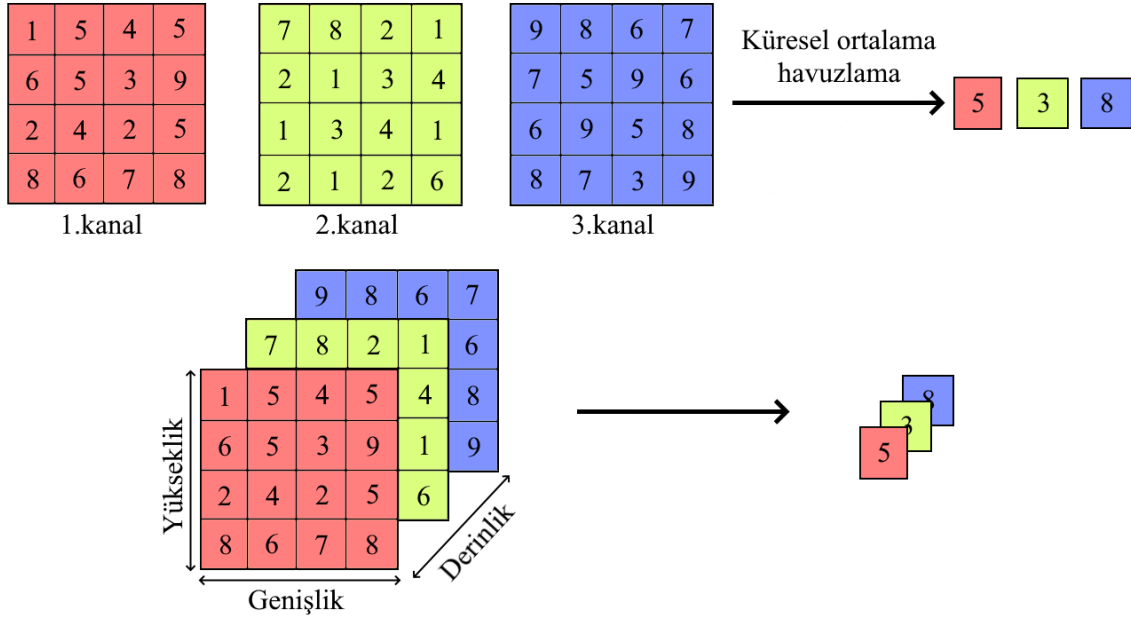 1 5 4 5
6 5 3 9
2 4 2 5
8 6 7 8
1.kanal
7 8 2 1
2 1 3 4
1 3 4 1
2 1 2 6
2.kanal
9 8 6 7
7 5 9 6
6 9 5 8
8 7 3 9
3.kanal
Küresel ortalama
havuzlama
5 3 8
9 8 6 7
7 8 2 1 6
1 5 4 5 4 8
6 5 3 9 1 9
2 4 2 5 6
8 6 7 8
Yükseklik
Genişlik
Derinlik
8
3
5